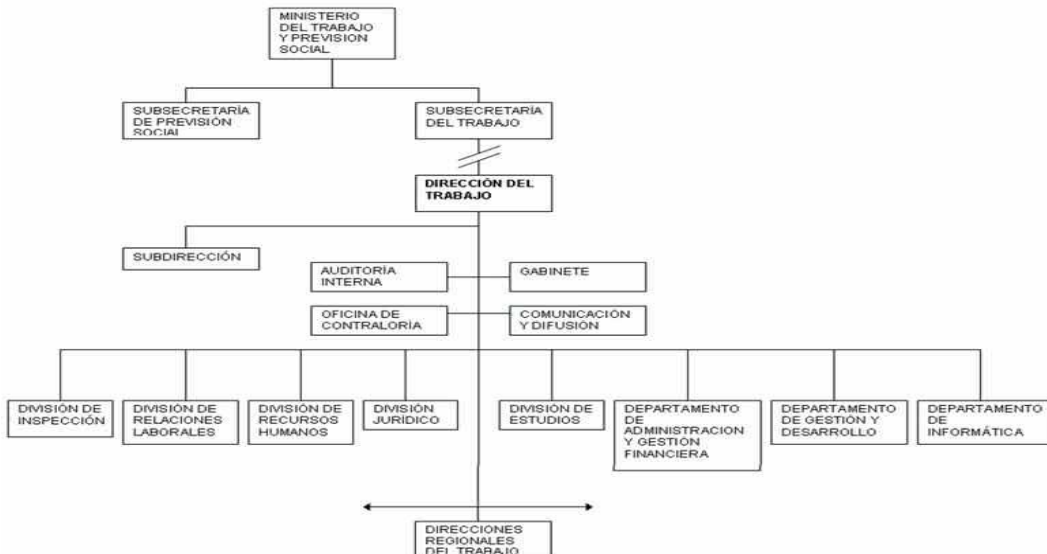 MINISTERIO
DEL TRABAJO
Y PREVISION
SOCIAL
SUBSECRETARÍA
DE PREVISIÓN
SOCIAL
SUBSECRETARÍA
DEL TRABAJO
DIRECCIÓN DEL
TRABAJO
SUBDIRECCIÓN
AUDITORÍA
INTERNA
GABINETE
OFICINA DE
CONTRALORÍA
COMUNICACIÓN
Y DIFUSIÓN
DIVISIÓN DE
INSPECCIÓN
DIVISIÓN DE
RELACIONES
LABORALES
DIVISIÓN DE
RECURSOS
HUMANOS
DIVISIÓN
JURÍDICO
DIVISIÓN DE
ESTUDIOS
DEPARTAMENTO
DE
ADMINISTRACION
Y GESTIÓN
FINANCIERA
DEPARTAMENTO
DE GESTIÓN Y
DESARROLLO
DEPARTAMENTO
DE
INFORMÁTICA
DIRECCIONES
REGIONALES
DEL TRABAJO